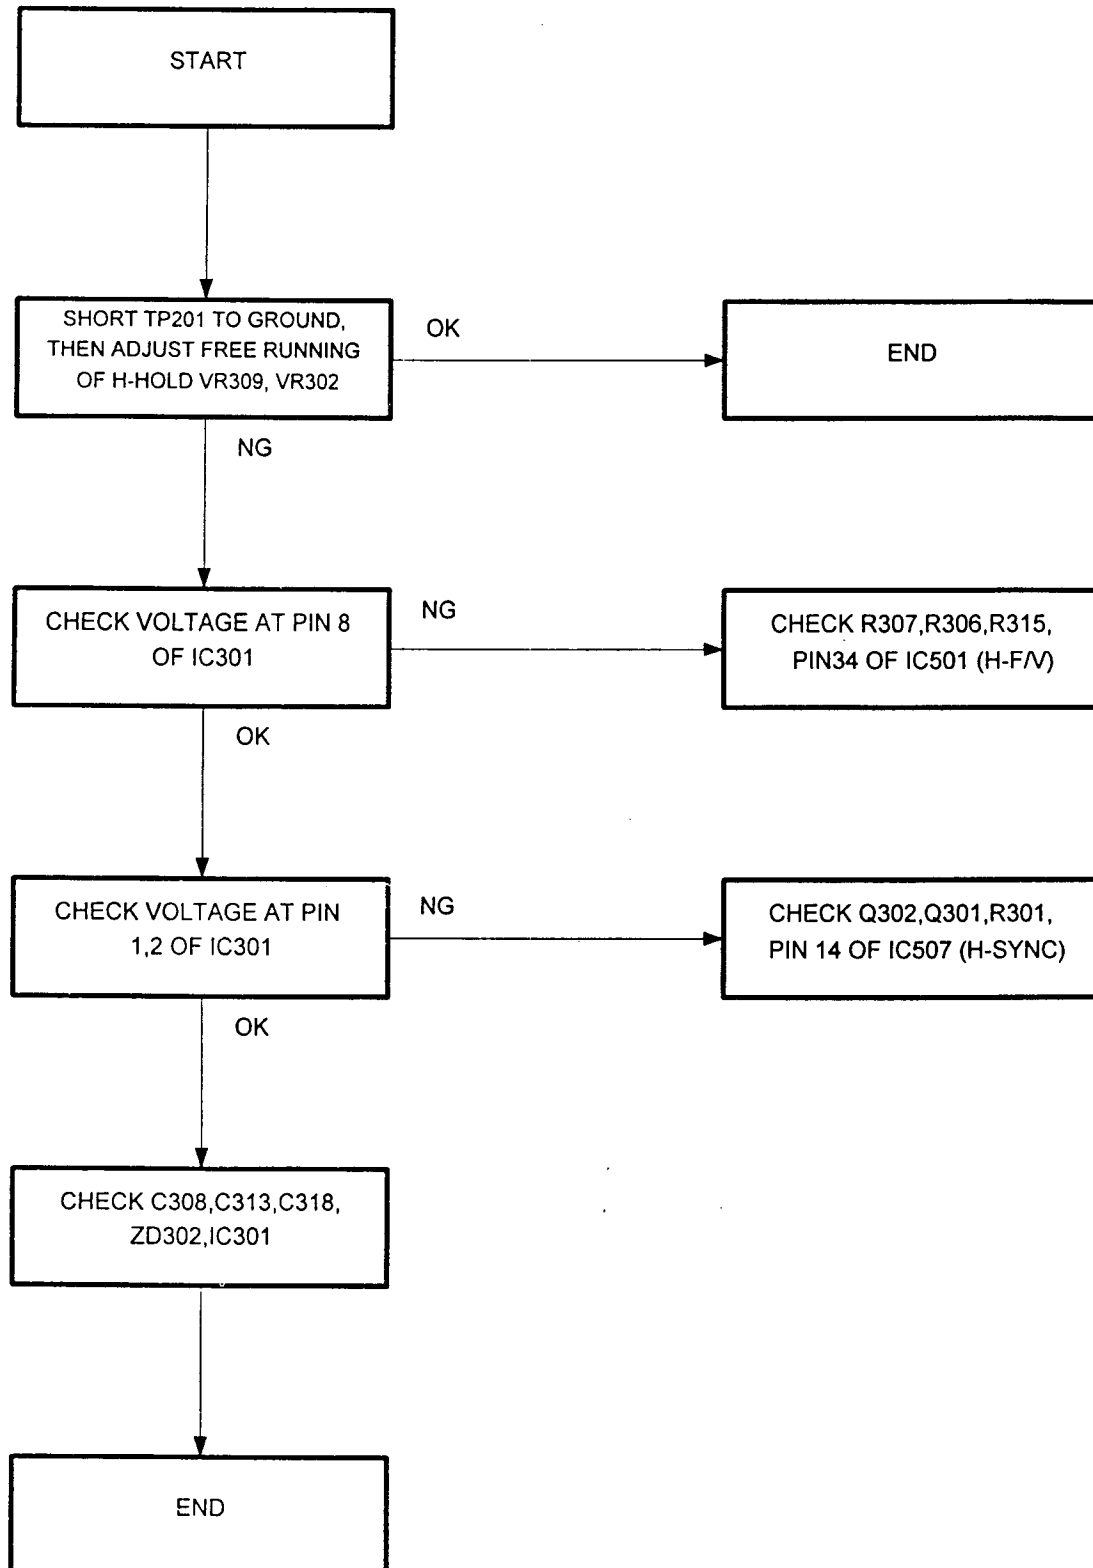 START
SHORT TP201 TO GROUND,
THEN ADJUST FREE RUNNING
OF H-HOLD VR309, VR302
OK
END
NG
CHECK VOLTAGE AT PIN 8
OF IC301
NG
CHECK R307,R306,R315,
PIN34 OF IC501 (H-F/V)
OK
CHECK VOLTAGE AT PIN
1,2 OF IC301
NG
CHECK Q302,Q301,R301,
PIN 14 OF IC507 (H-SYNC)
OK
CHECK C308,C313,C318,
ZD302,IC301
END